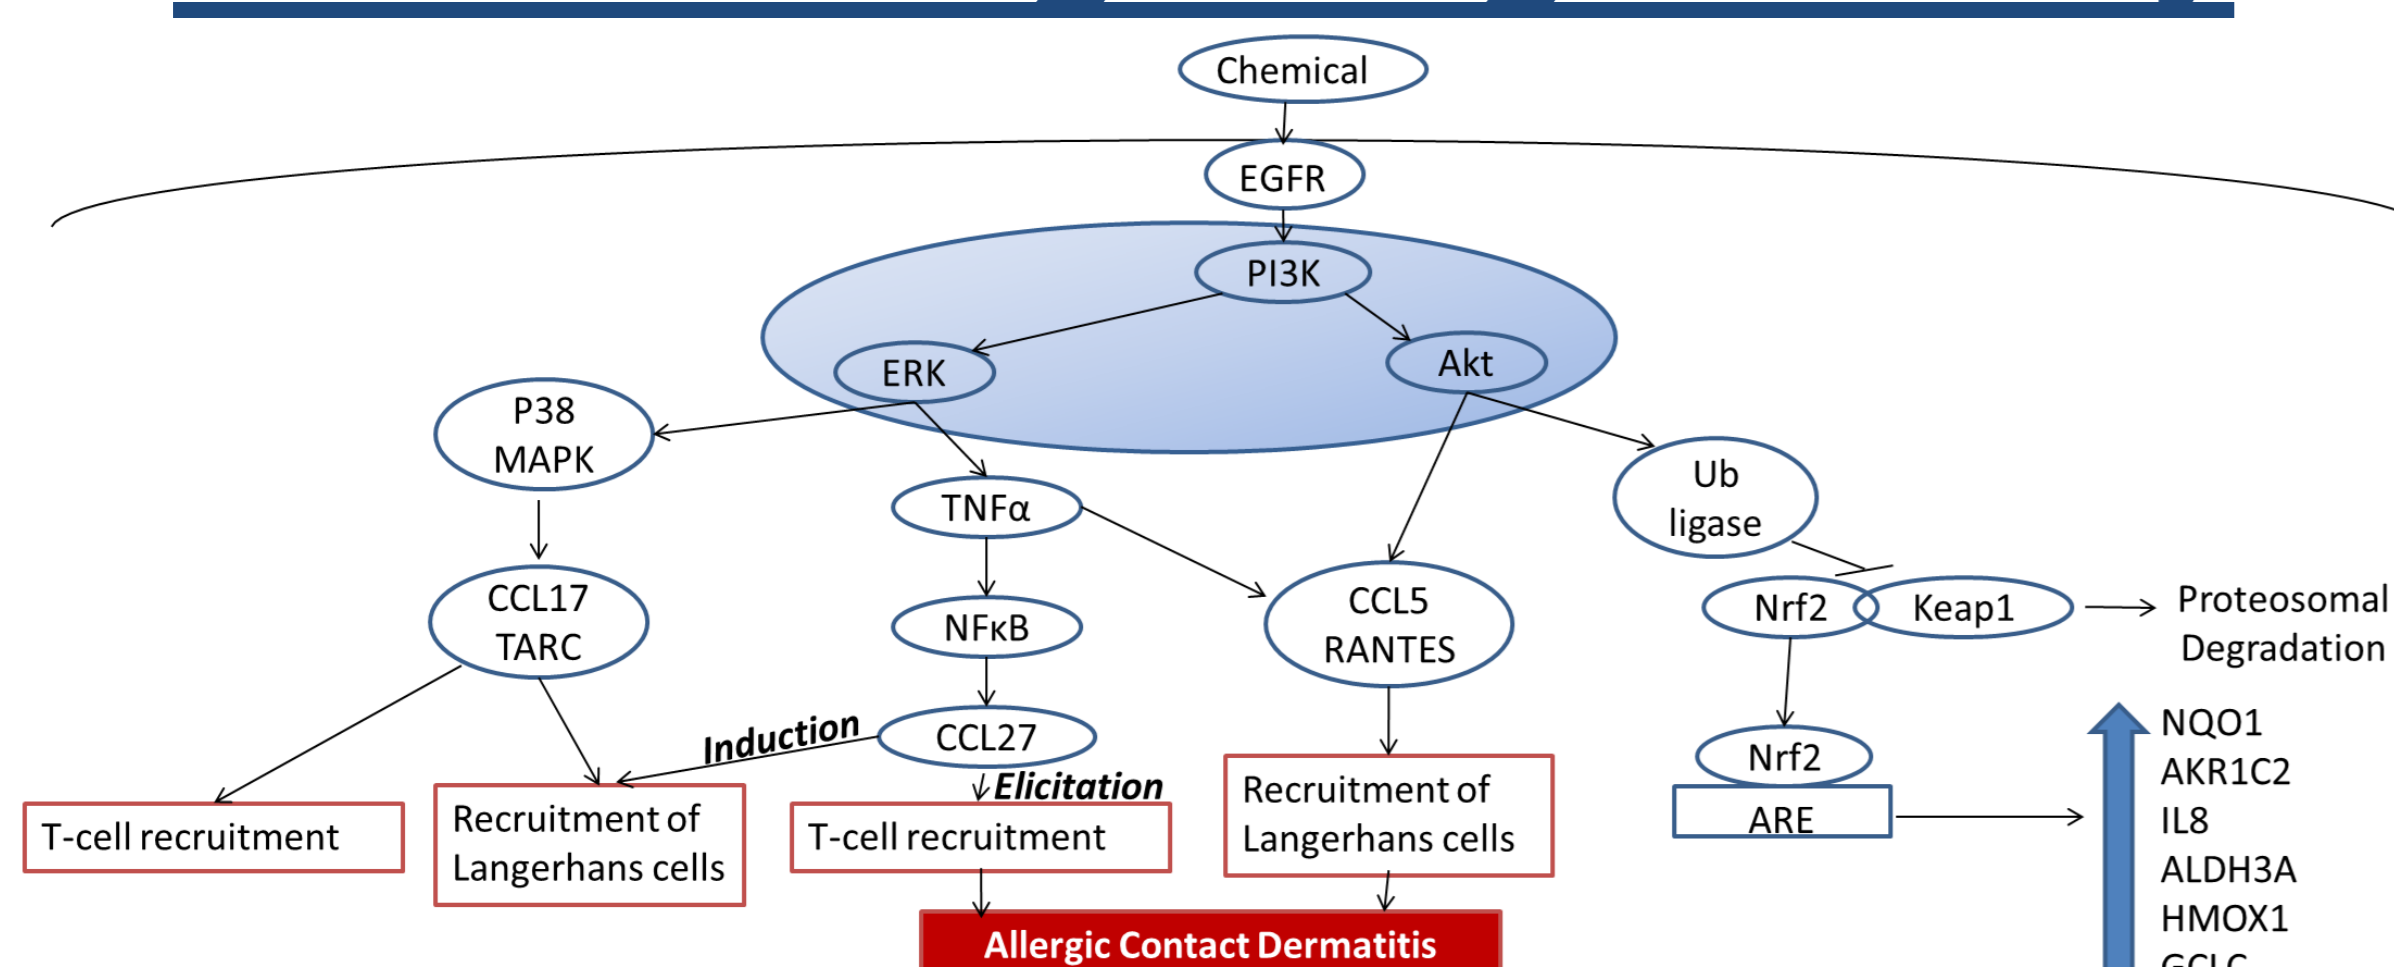 Chemical
EGFR
PI3K
ERK
Akt
P38
MAPK
TNFα
Ub
ligase
CCL17
TARC
NFκB
CCL5
RANTES
Nrf2
Keap1
Proteosomal
Degradation
Induction
CCL27
Elicitation
Nrf2
ARE
T-cell recruitment
Recruitment of
Langerhans cells
T-cell recruitment
Recruitment of
Langerhans cells
NQO1
AKR1C2
IL8
ALDH3A
HMOX1
GCLC
Allergic Contact Dermatitis